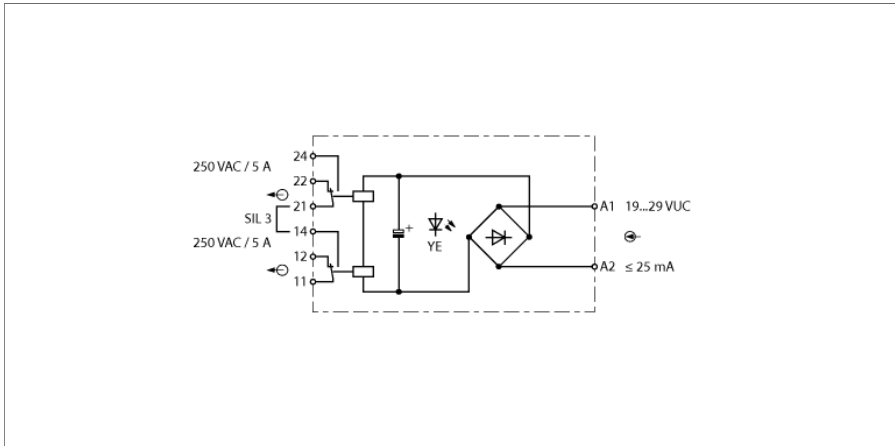 24
250 VAC / 5 A
22
21
SIL 3
14
250 VAC / 5 A
12
11
+
YE
A1 19...29 VUC
A2 ≤ 25 mA